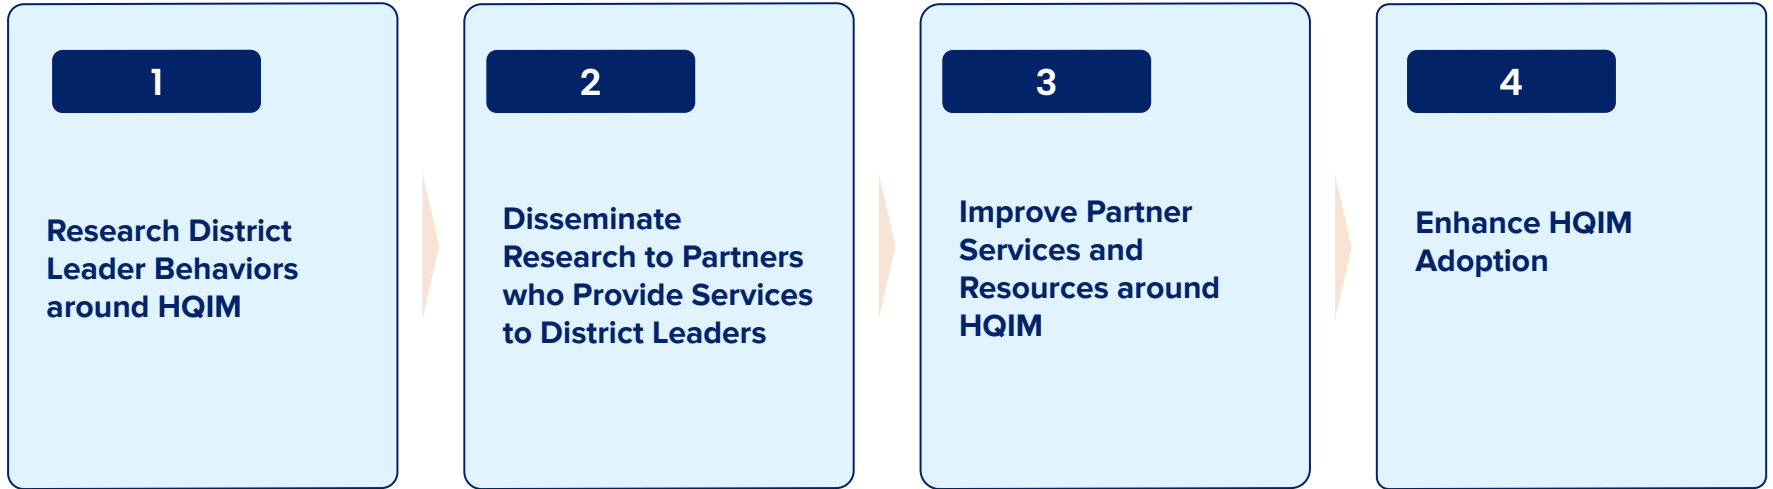 1
Research District
Leader Behaviors
around HQIM
2
Disseminate
Research to Partners
who Provide Services
to District Leaders
3
Improve Partner
Services and
Resources around
HQIM
4
Enhance HQIM
Adoption